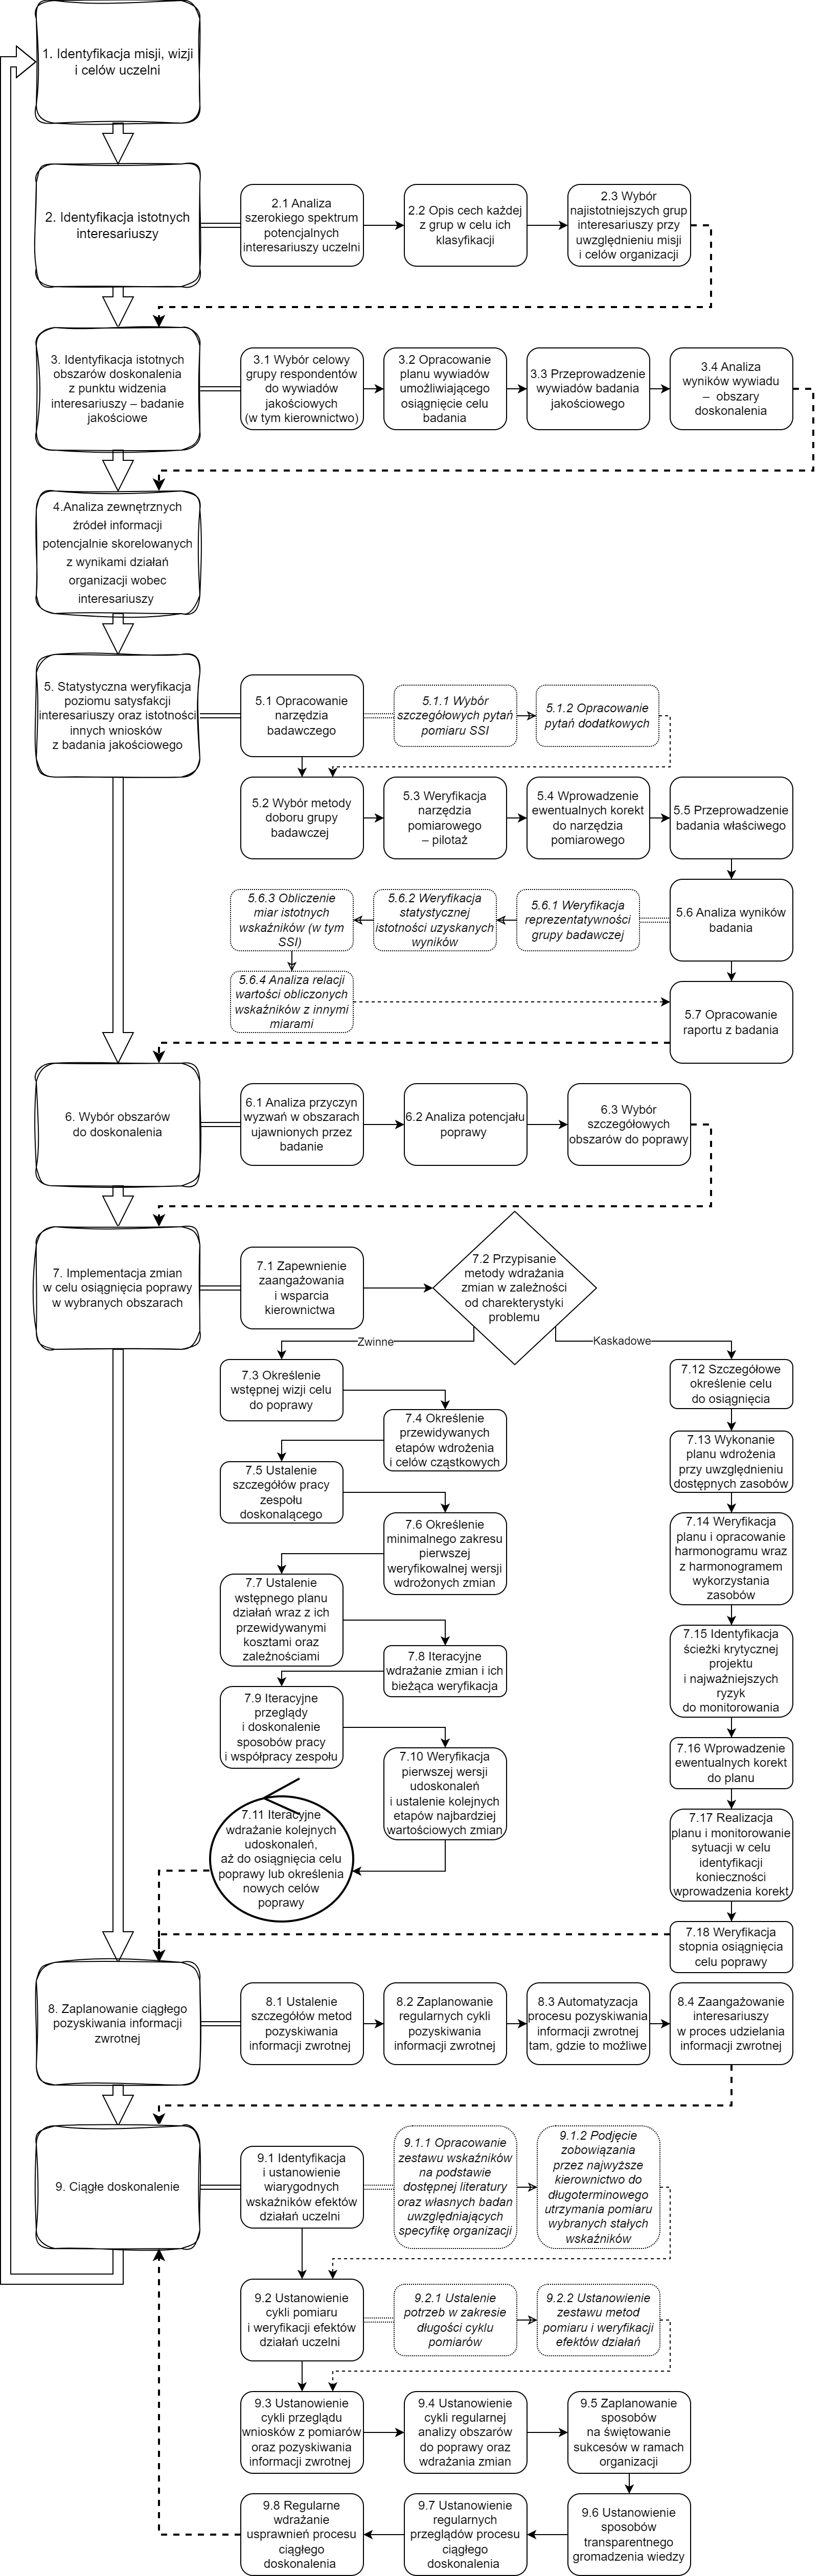 1. Identyfikacja misji, wizji
i celów uczelni
2. Identyfikacja istotnych
interesariuszy
2.1 Analiza
szerokiego spektrum
potencjalnych
interesariuszy uczelni
2.2 Opis cech każdej
z grup w celu ich
klasyfikacji
2.3 Wybór
najistotniejszych grup
interesariuszy przy
uwzględnieniu misji
i celów organizacji
3. Identyfikacja istotnych
obszarów doskonalenia
z punktu widzenia
interesariuszy – badanie
jakościowe
3.1 Wybór celowy
grupy respondentów
do wywiadów
jakościowych
(w tym kierownictwo)
3.2 Opracowanie
planu wywiadów
umożliwiającego
osiągnięcie celu
badania
3.3 Przeprowadzenie
wywiadów badania
jakościowego
3.4 Analiza
wyników wywiadu
– obszary
doskonalenia
4.Analiza zewnętrznych
źródeł informacji
potencjalnie skorelowanych
z wynikami działań
organizacji wobec
interesariuszy
5. Statystyczna weryfikacja
poziomu satysfakcji
interesariuszy oraz istotności
innych wniosków
z badania jakościowego
5.1 Opracowanie
narzędzia
badawczego
5.1.1 Wybór
szczegółowych pytań
pomiaru SSI
5.1.2 Opracowanie
pytań dodatkowych
5.2 Wybór metody
doboru grupy
badawczej
5.3 Weryfikacja
narzędzia
pomiarowego
– pilotaż
5.4 Wprowadzenie
ewentualnych korekt
do narzędzia
pomiarowego
5.5 Przeprowadzenie
badania właściwego
5.6.3 Obliczenie
miar istotnych
wskaźników (w tym
SSI)
5.6.2 Weryfikacja
statystycznej
istotności uzyskanych
wyników
5.6.1 Weryfikacja
reprezentatywności
grupy badawczej
5.6 Analiza wyników
badania
5.6.4 Analiza relacji
wartości obliczonych
wskaźników z innymi
miarami
5.7 Opracowanie
raportu z badania
6. Wybór obszarów
do doskonalenia
6.1 Analiza przyczyn
wyzwań w obszarach
ujawnionych przez
badanie
6.2 Analiza potencjału
poprawy
6.3 Wybór
szczegółowych
obszarów do poprawy
7. Implementacja zmian
w celu osiągnięcia poprawy
w wybranych obszarach
7.1 Zapewnienie
zaangażowania
i wsparcia
kierownictwa
7.2 Przypisanie
metody wdrażania
zmian w zależności
od charekterystyki
problemu
Zwinne
Kaskadowe
7.3 Określenie
wstępnej wizji celu
do poprawy
7.4 Określenie
przewidywanych
etapów wdrożenia
i celów cząstkowych
7.5 Ustalenie
szczegółów pracy
zespołu
doskonalącego
7.6 Określenie
minimalnego zakresu
pierwszej
weryfikowalnej wersji
wdrożonych zmian
7.7 Ustalenie
wstępnego planu
działań wraz z ich
przewidywanymi
kosztami oraz
zależnościami
7.8 Iteracyjne
wdrażanie zmian i ich
bieżąca weryfikacja
7.9 Iteracyjne
przeglądy
i doskonalenie
sposobów pracy
i współpracy zespołu
7.10 Weryfikacja
pierwszej wersji
udoskonaleń
i ustalenie kolejnych
etapów najbardziej
wartościowych zmian
7.11 Iteracyjne
wdrażanie kolejnych
udoskonaleń,
aż do osiągnięcia celu
poprawy lub określenia
nowych celów
poprawy
7.12 Szczegółowe
określenie celu
do osiągnięcia
7.13 Wykonanie
planu wdrożenia
przy uwzględnieniu
dostępnych zasobów
7.14 Weryfikacja
planu i opracowanie
harmonogramu wraz
z harmonogramem
wykorzystania
zasobów
7.15 Identyfikacja
ścieżki krytycznej
projektu
i najważniejszych
ryzyk
do monitorowania
7.16 Wprowadzenie
ewentualnych korekt
do planu
7.17 Realizacja
planu i monitorowanie
sytuacji w celu
identyfikacji
konieczności
wprowadzenia korekt
7.18 Weryfikacja
stopnia osiągnięcia
celu poprawy
8. Zaplanowanie ciągłego
pozyskiwania informacji
zwrotnej
8.1 Ustalenie
szczegółów metod
pozyskiwania
informacji zwrotnej
8.2 Zaplanowanie
regularnych cykli
pozyskiwania
informacji zwrotnej
8.3 Automatyzacja
procesu pozyskiwania
informacji zwrotnej
tam, gdzie to możliwe
8.4 Zaangażowanie
interesariuszy
w proces udzielania
informacji zwrotnej
9. Ciągłe doskonalenie
9.1 Identyfikacja
i ustanowienie
wiarygodnych
wskaźników efektów
działań uczelni
9.1.1 Opracowanie
zestawu wskaźników
na podstawie
dostępnej literatury
oraz własnych badan
uwzględniających
specyfikę organizacji
9.1.2 Podjęcie
zobowiązania
przez najwyższe
kierownictwo do
długoterminowego
utrzymania pomiaru
wybranych stałych
wskaźników
9.2 Ustanowienie
cykli pomiaru
i weryfikacji efektów
działań uczelni
9.2.1 Ustalenie
potrzeb w zakresie
długości cyklu
pomiarów
9.2.2 Ustanowienie
zestawu metod
pomiaru i weryfikacji
efektów działań
9.3 Ustanowienie
cykli przeglądu
wniosków z pomiarów
oraz pozyskiwania
informacji zwrotnej
9.4 Ustanowienie
cykli regularnej
analizy obszarów
do poprawy oraz
wdrażania zmian
9.5 Zaplanowanie
sposobów
na świętowanie
sukcesów w ramach
organizacji
9.8 Regularne
wdrażanie
usprawnień procesu
ciągłego
doskonalenia
9.7 Ustanowienie
regularnych
przeglądów procesu
ciągłego
doskonalenia
9.6 Ustanowienie
sposobów
transparentnego
gromadzenia wiedzy